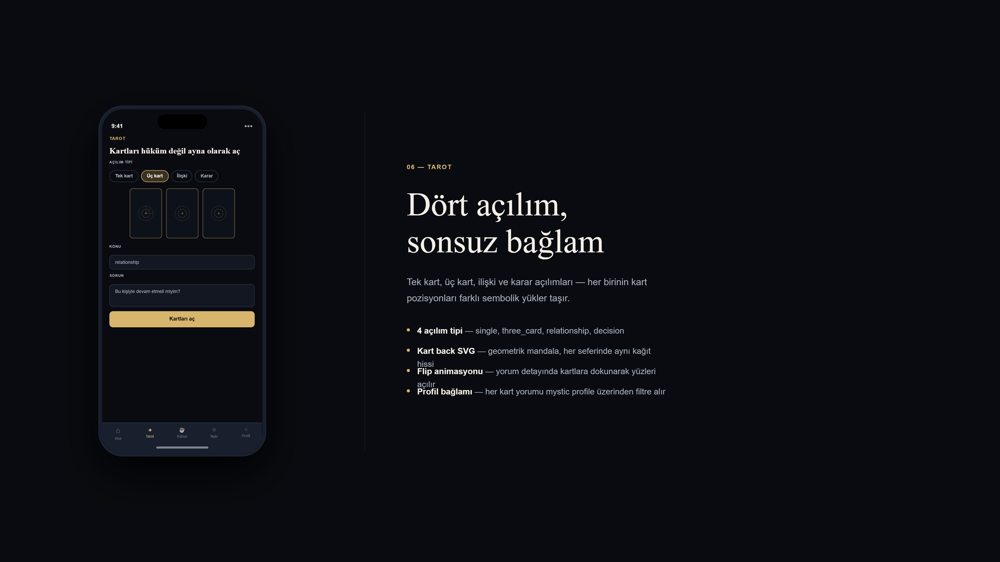 9:41
TAROT
Kartları hüküm değil ayna olarak aç
AÇILIM TİPİ
Tek kart Üç kart İlişki Karar
KONU
relationship
SORUN
Bu kişiyle devam etmeli miyim?
Kartları aç
Ana Tarot Kahve İlişki Profil
06 — TAROT
Dört açılım,
sonsuz bağlam
Tek kart, üç kart, ilişki ve karar açılımları — her birinin kart
pozisyonları farklı sembolik yükler taşır.
4 açılım tipi — single, three_card, relationship, decision
Kart back SVG — geometrik mandala, her seferinde aynı kağıt
hissi
Flip animasyonu — yorum detayında kartlara dokunarak yüzleri
açılır
Profil bağlamı — her kart yorumu mystic profile üzerinden filtre alır